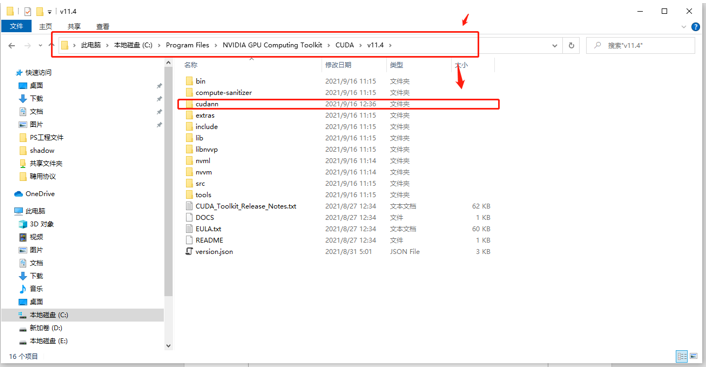 v11.4
文件 主页 共享 查看
此电脑 › 本地磁盘 (C:) › Program Files › NVIDIA GPU Computing Toolkit › CUDA › v11.4 ›
搜索"v11.4"
快速访问
桌面
下载
文档
图片
PS工程文件
shadow
共享文件夹
聘用协议
OneDrive
此电脑
3D 对象
视频
图片
文档
下载
音乐
桌面
本地磁盘 (C:)
新加卷 (D:)
本地磁盘 (E:)
名称 修改日期 类型 大小
bin 2021/9/16 11:15 文件夹
compute-sanitizer 2021/9/16 11:15 文件夹
cudann 2021/9/16 12:36 文件夹
extras 2021/9/16 11:15 文件夹
include 2021/9/16 11:15 文件夹
lib 2021/9/16 11:15 文件夹
libnvvp 2021/9/16 11:15 文件夹
nvml 2021/9/16 11:14 文件夹
nvvm 2021/9/16 11:14 文件夹
src 2021/9/16 11:15 文件夹
tools 2021/9/16 11:15 文件夹
CUDA_Toolkit_Release_Notes.txt 2021/8/27 12:34 文本文档 62 KB
DOCS 2021/8/27 12:34 文件 1 KB
EULA.txt 2021/8/27 12:34 文本文档 60 KB
README 2021/8/27 12:34 文件 1 KB
version.json 2021/8/31 5:01 JSON File 3 KB
16 个项目